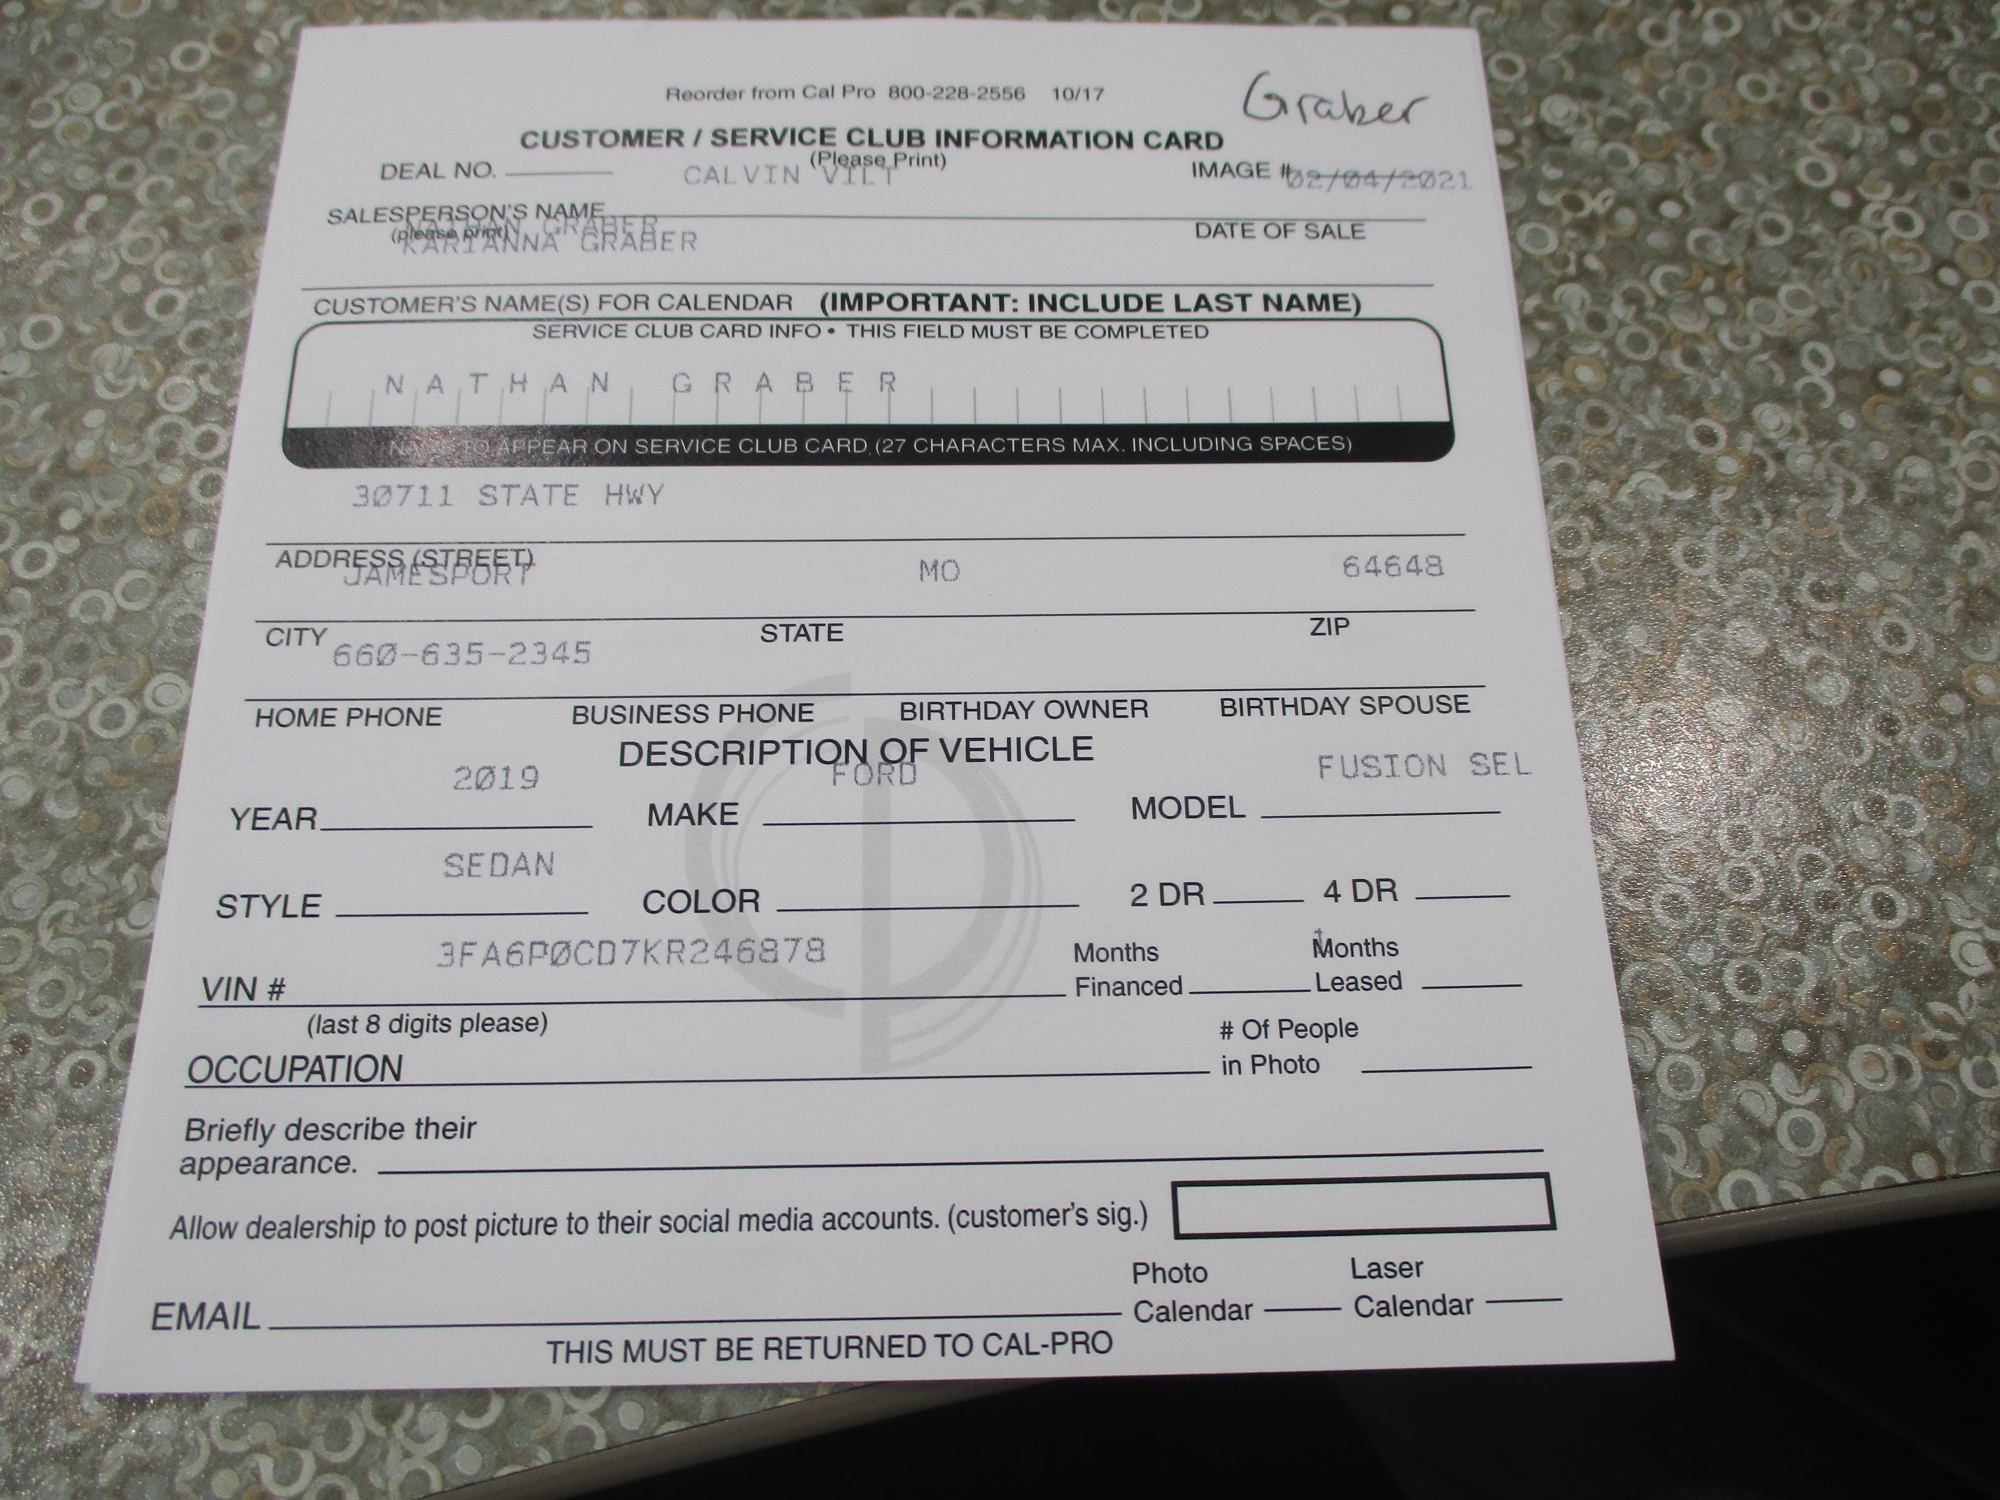 Reorder from Cal Pro 800-228-2556 10/17
Graber
CUSTOMER / SERVICE CLUB INFORMATION CARD
(Please Print)
DEAL NO. CALVIN VILT IMAGE # 02/04/2021
SALESPERSON'S NAME DATE OF SALE
(please print) NATHAN GRABER
KARIANNA GRABER
CUSTOMER'S NAME(S) FOR CALENDAR (IMPORTANT: INCLUDE LAST NAME)
SERVICE CLUB CARD INFO • THIS FIELD MUST BE COMPLETED
NATHAN GRABER
NAME TO APPEAR ON SERVICE CLUB CARD (27 CHARACTERS MAX. INCLUDING SPACES)
30711 STATE HWY
ADDRESS (STREET)
JAMESPORT MO 64648
CITY STATE ZIP
660-635-2345
HOME PHONE BUSINESS PHONE BIRTHDAY OWNER BIRTHDAY SPOUSE
DESCRIPTION OF VEHICLE
2019 FORD FUSION SEL
YEAR MAKE MODEL
SEDAN
STYLE COLOR 2 DR 4 DR
3FA6P0CD7KR246878
VIN # Months Financed Months Leased
(last 8 digits please)
OCCUPATION # Of People in Photo
Briefly describe their
appearance.
Allow dealership to post picture to their social media accounts. (customer's sig.)
EMAIL Photo Calendar Laser Calendar
THIS MUST BE RETURNED TO CAL-PRO